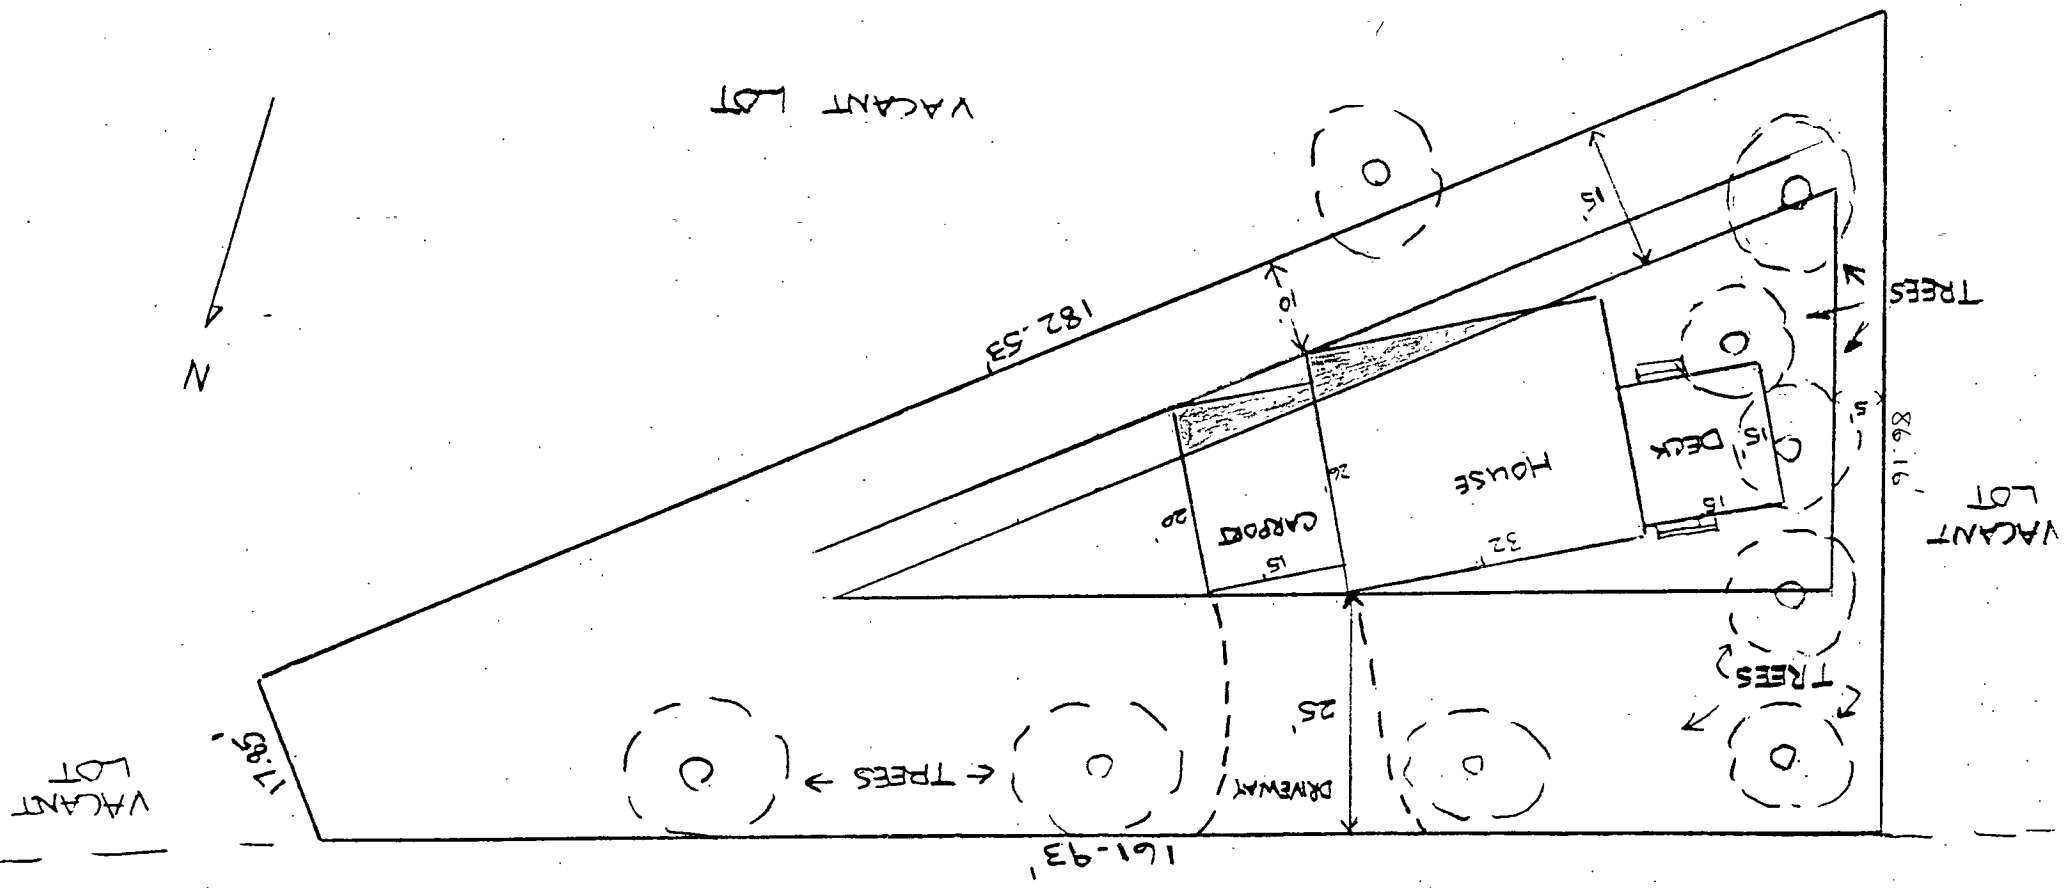 161-93'
DRIVEWAY
← TREES →
VACANT
LOT
17.85'
25'
TREES
15'
32'
15'
CARPORT
20'
VACANT
LOT
86.16'
15'
DECK
HOUSE
26'
5'
N
182.53'
10'
TREES
15'
VACANT LOT